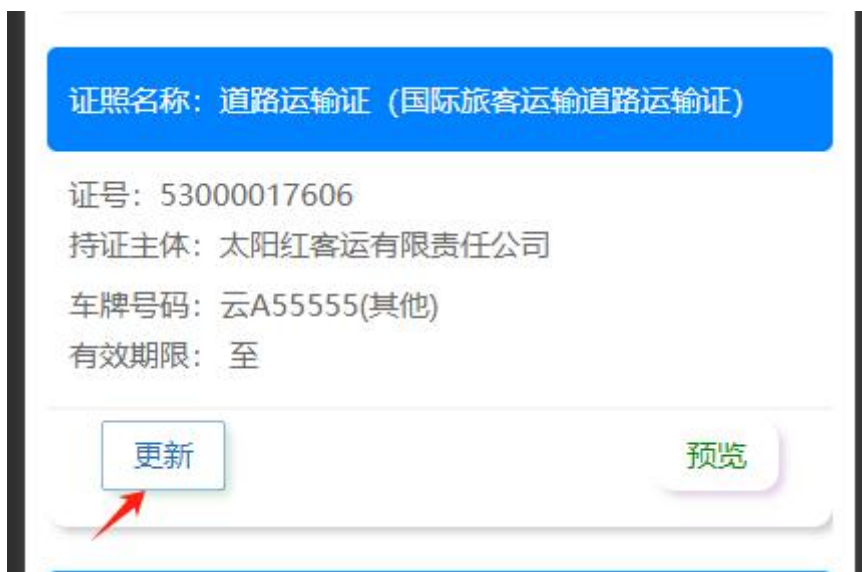 证照名称：道路运输证（国际旅客运输道路运输证）
证号：53000017606
持证主体：太阳红客运有限责任公司
车牌号码：云A55555(其他)
有效期限： 至
更新
预览